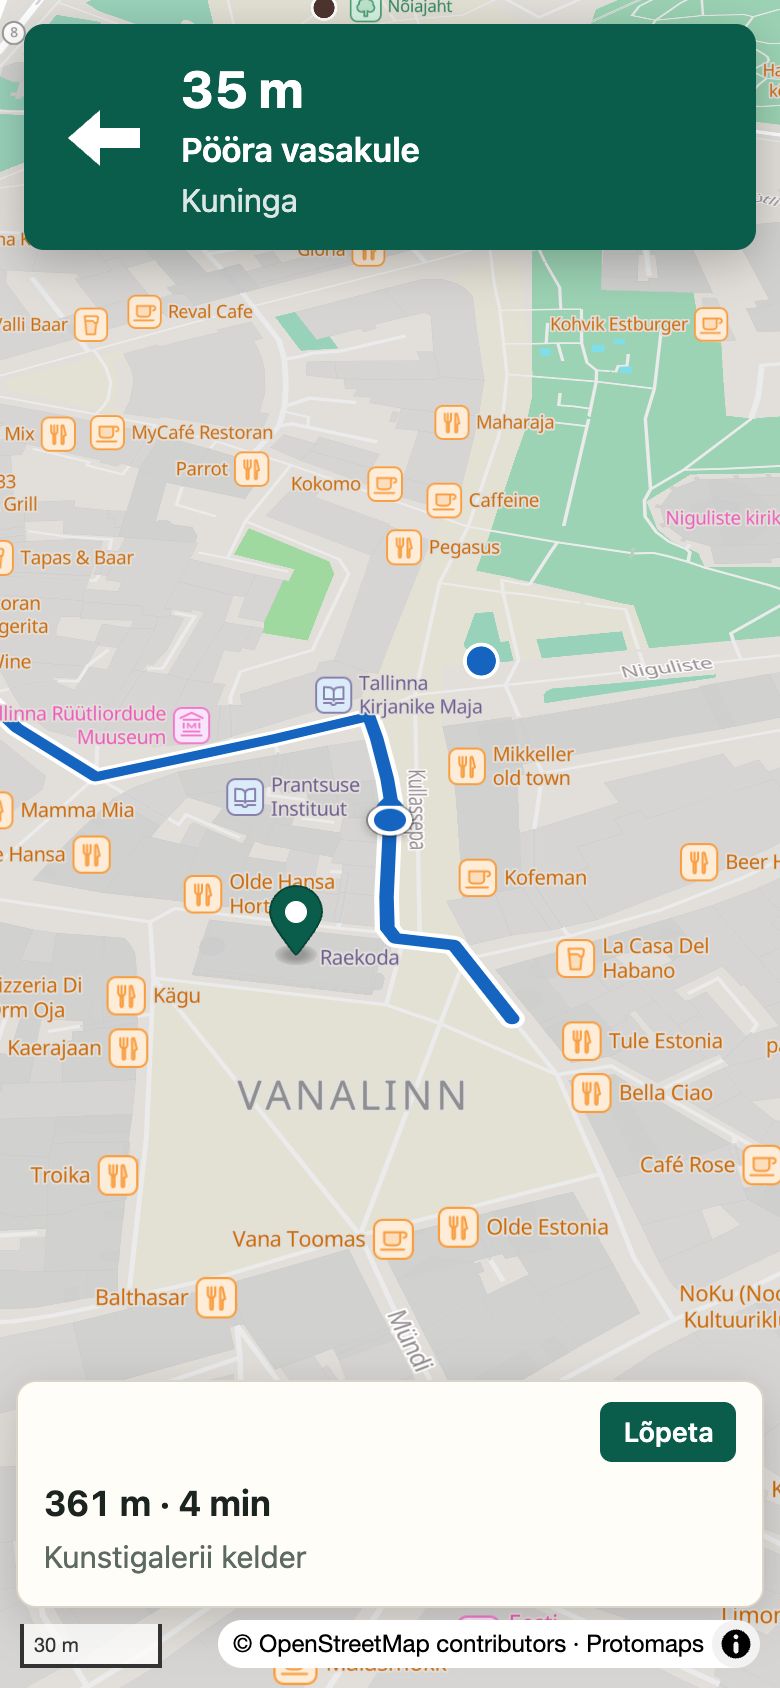 Nõiajaht
8
35 m
Pööra vasakule
Kuninga
Reval Cafe
Kohvik Estburger
Mix
MyCafé Restoran
Maharaja
Parrot
Kokomo
Caffeine
Grill
Niguliste kirik
Tapas & Baar
Pegasus
Niguliste
Tallinna
Kirjanike Maja
Muuseum
Mikkeller
old town
Prantsuse
Instituut
Kullassepa
Mamma Mia
Hansa
Olde Hansa
Kofeman
Beer
Raekoda
La Casa Del
Habano
Kägu
Kaerajaan
Tule Estonia
Bella Ciao
VANALINN
Troika
Café Rose
Vana Toomas
Olde Estonia
Balthasar
Mündi
Lõpeta
361 m · 4 min
Kunstigalerii kelder
30 m
© OpenStreetMap contributors · Protomaps